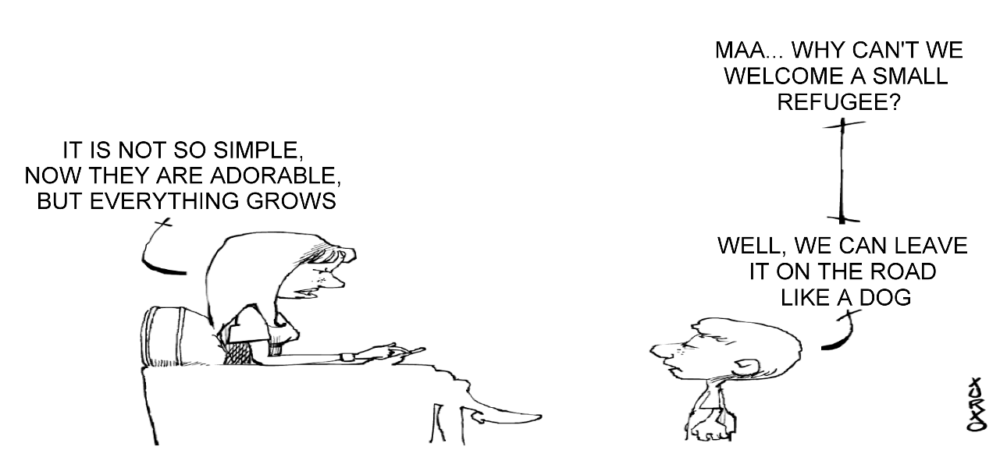 MAA... WHY CAN'T WE
WELCOME A SMALL
REFUGEE?
IT IS NOT SO SIMPLE,
NOW THEY ARE ADORABLE,
BUT EVERYTHING GROWS
WELL, WE CAN LEAVE
IT ON THE ROAD
LIKE A DOG
XURXO